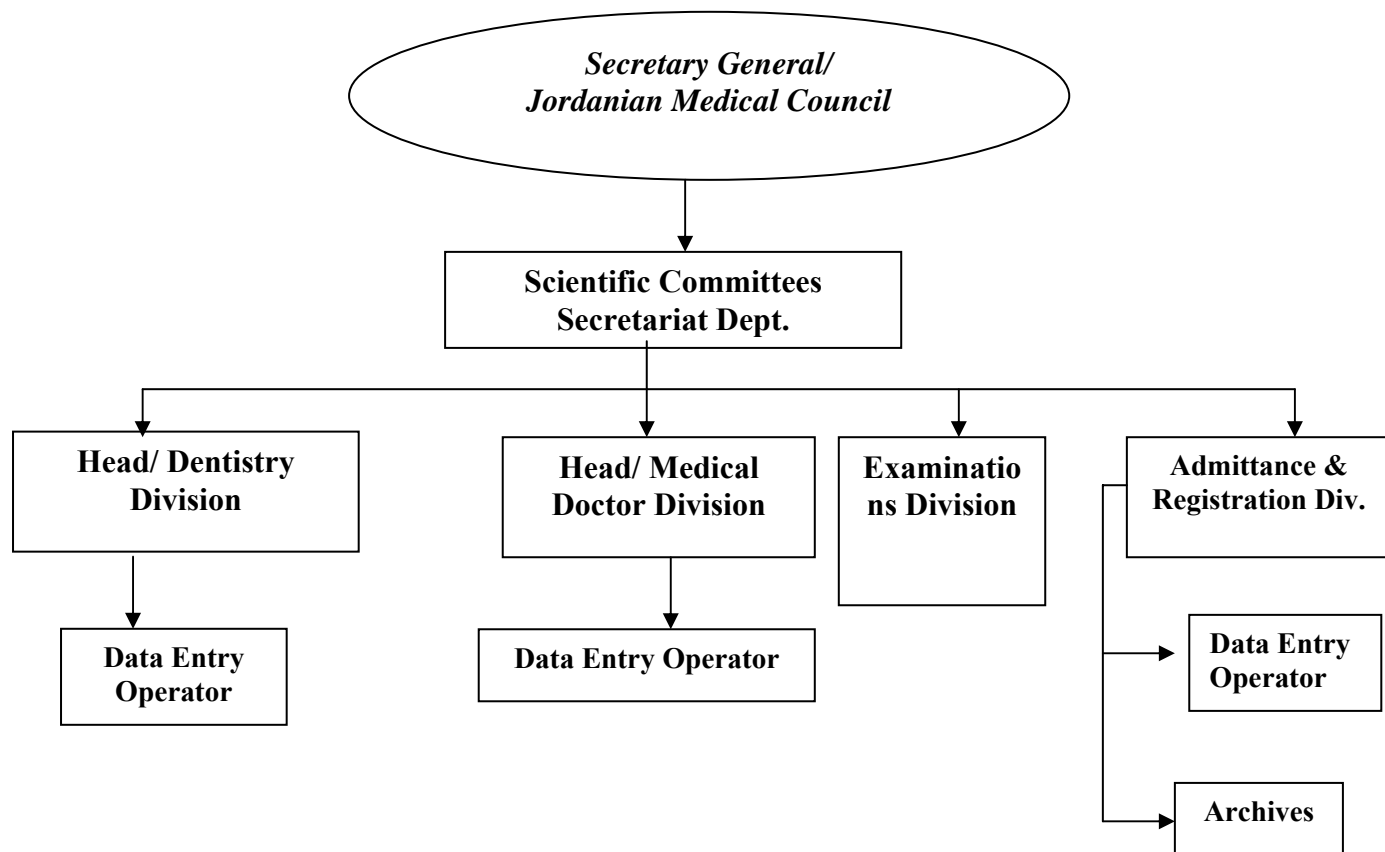 Secretary General/
Jordanian Medical Council
Scientific Committees
Secretariat Dept.
Head/ Dentistry
Division
Head/ Medical
Doctor Division
Examinatio
ns Division
Admittance &
Registration Div.
Data Entry
Operator
Data Entry Operator
Data Entry
Operator
Archives